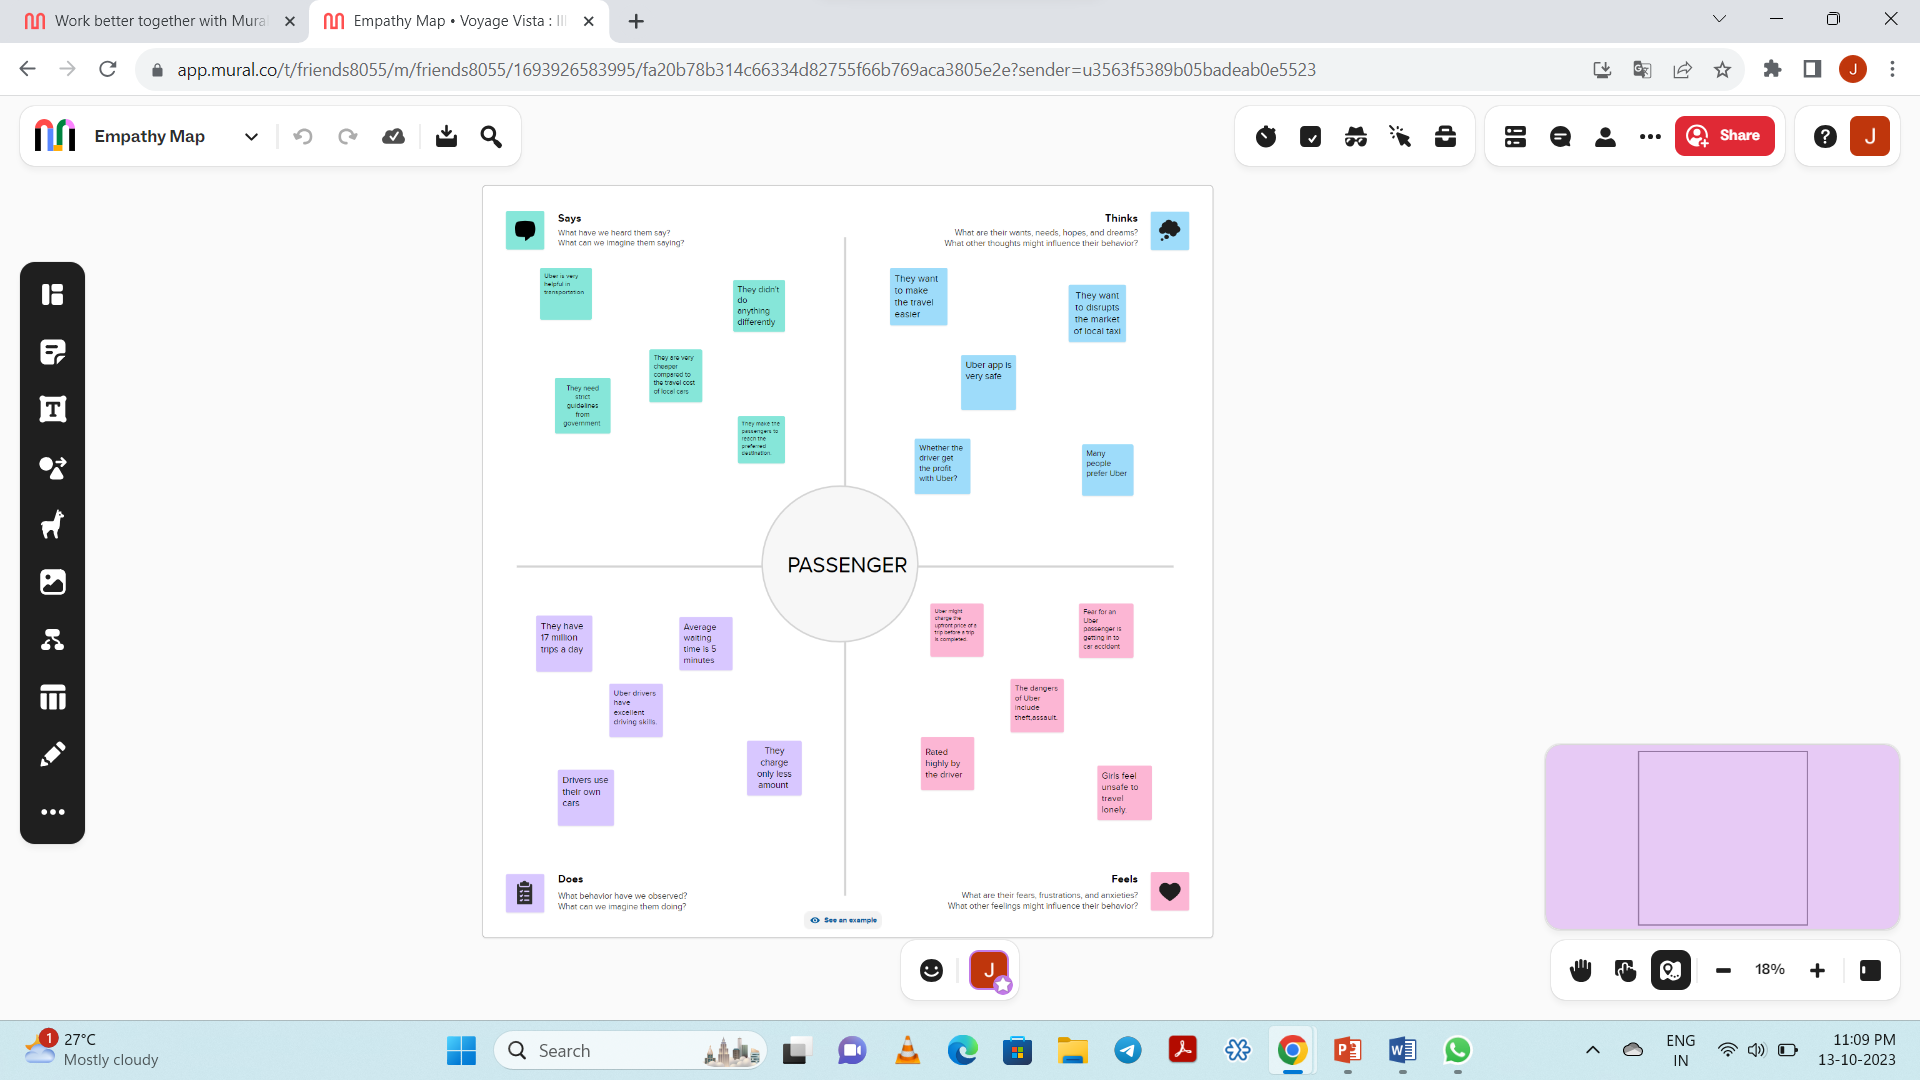 Work better together with Mura
Empathy Map • Voyage Vista : II
app.mural.co/t/friends8055/m/friends8055/1693926583995/fa20b78b314c66334d82755f66b769aca3805e2e?sender=u3563f5389b05badeab0e5523
J
Empathy Map
Share
J
Says
What have we heard them say?
What can we imagine them saying?
Thinks
What are their wants, needs, hopes, and dreams?
What other thoughts might influence their behavior?
Uber is very
helpful in
transportation
They didn't
do
anything
differently
They are very
cheaper
compared to
the travel cost
of local cars
They need
strict
guidelines
from
government
They make the
passengers to
reach the
preferred
destination.
They want
to make
the travel
easier
They want
to disrupts
the market
of local taxi
Uber app is
very safe
Whether the
driver get
the profit
with Uber?
Many
people
prefer Uber
PASSENGER
They have
17 million
trips a day
Average
waiting
time is 5
minutes
Uber drivers
have
excellent
driving skills.
They
charge
only less
amount
Drivers use
their own
cars
Uber might
charge the
upfront price of a
trip before a trip
is completed.
Fear for an
Uber
passenger is
getting in to
car accident
The dangers
of Uber
include
theft,assault.
Rated
highly by
the driver
Girls feel
unsafe to
travel
lonely.
Does
What behavior have we observed?
What can we imagine them doing?
Feels
What are their fears, frustrations, and anxieties?
What other feelings might influence their behavior?
See an example
J
18%
1
27°C
Mostly cloudy
Search
ENG
IN
11:09 PM
13-10-2023